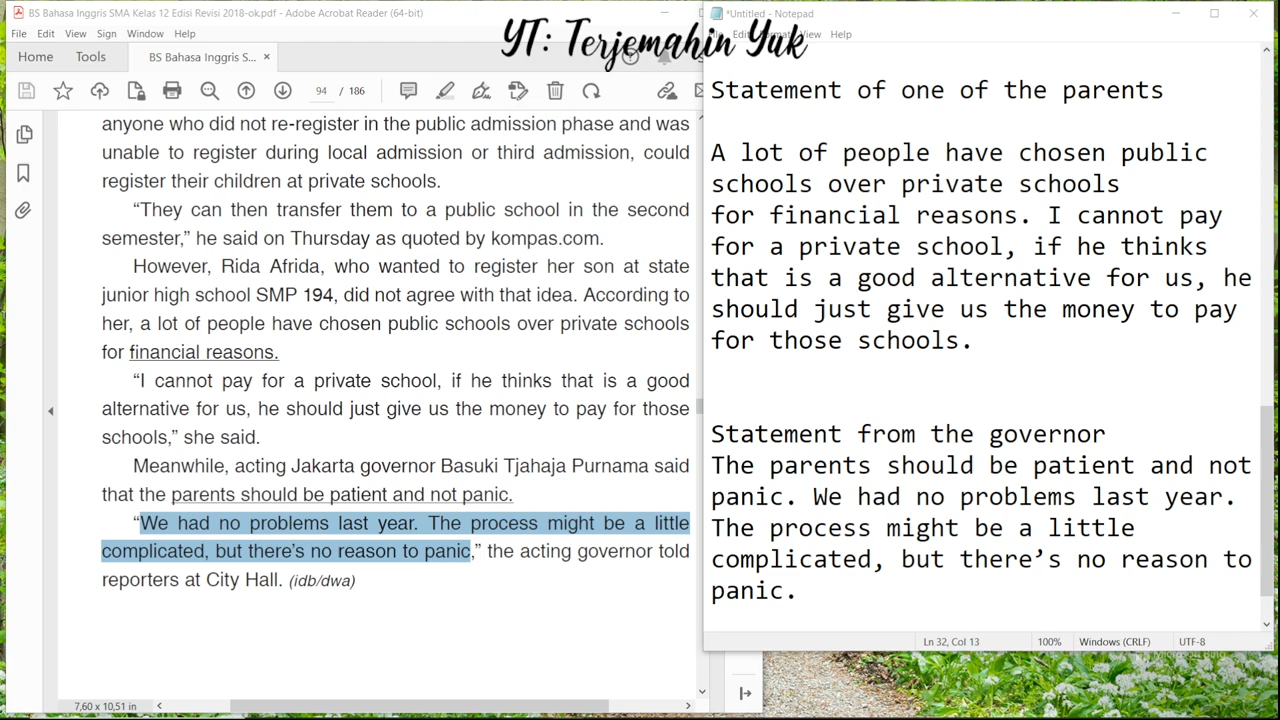 BS Bahasa Inggris SMA Kelas 12 Edisi Revisi 2018-ok.pdf - Adobe Acrobat Reader (64-bit)
File Edit View Sign Window Help
Home Tools BS Bahasa Inggris S... ×
94 / 186
anyone who did not re-register in the public admission phase and was
unable to register during local admission or third admission, could
register their children at private schools.
“They can then transfer them to a public school in the second
semester,” he said on Thursday as quoted by kompas.com.
However, Rida Afrida, who wanted to register her son at state
junior high school SMP 194, did not agree with that idea. According to
her, a lot of people have chosen public schools over private schools
for financial reasons.
“I cannot pay for a private school, if he thinks that is a good
alternative for us, he should just give us the money to pay for those
schools,” she said.
Meanwhile, acting Jakarta governor Basuki Tjahaja Purnama said
that the parents should be patient and not panic.
“We had no problems last year. The process might be a little
complicated, but there’s no reason to panic,” the acting governor told
reporters at City Hall. (idb/dwa)
7,60 x 10,51 in
YT: Terjemahin Yuk
*Untitled - Notepad
Edit Format View Help
Statement of one of the parents
A lot of people have chosen public
schools over private schools
for financial reasons. I cannot pay
for a private school, if he thinks
that is a good alternative for us, he
should just give us the money to pay
for those schools.
Statement from the governor
The parents should be patient and not
panic. We had no problems last year.
The process might be a little
complicated, but there’s no reason to
panic.
Ln 32, Col 13 100% Windows (CRLF) UTF-8